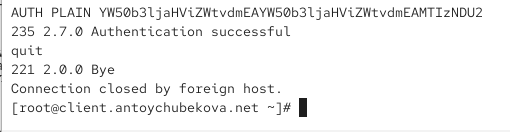 AUTH PLAIN YW50b3ljaHViZWtvdmEAYW50b3ljaHViZWtvdmEAMTIzNDU2
235 2.7.0 Authentication successful
quit
221 2.0.0 Bye
Connection closed by foreign host.
[root@client.antoychubekova.net ~]#